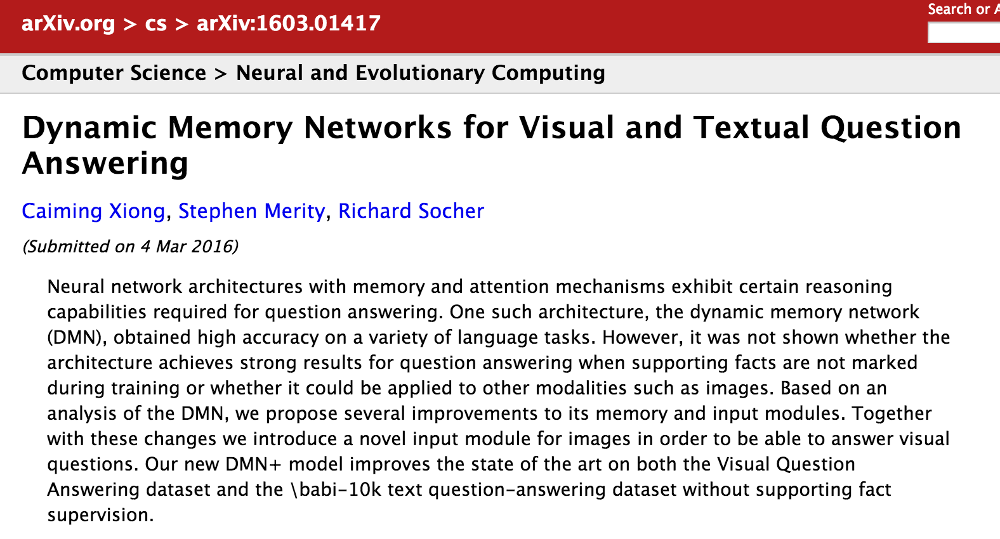 arXiv.org > cs > arXiv:1603.01417
Search or
Computer Science > Neural and Evolutionary Computing
Dynamic Memory Networks for Visual and Textual Question
Answering
Caiming Xiong, Stephen Merity, Richard Socher
(Submitted on 4 Mar 2016)
Neural network architectures with memory and attention mechanisms exhibit certain reasoning
capabilities required for question answering. One such architecture, the dynamic memory network
(DMN), obtained high accuracy on a variety of language tasks. However, it was not shown whether the
architecture achieves strong results for question answering when supporting facts are not marked
during training or whether it could be applied to other modalities such as images. Based on an
analysis of the DMN, we propose several improvements to its memory and input modules. Together
with these changes we introduce a novel input module for images in order to be able to answer visual
questions. Our new DMN+ model improves the state of the art on both the Visual Question
Answering dataset and the \babi-10k text question-answering dataset without supporting fact
supervision.